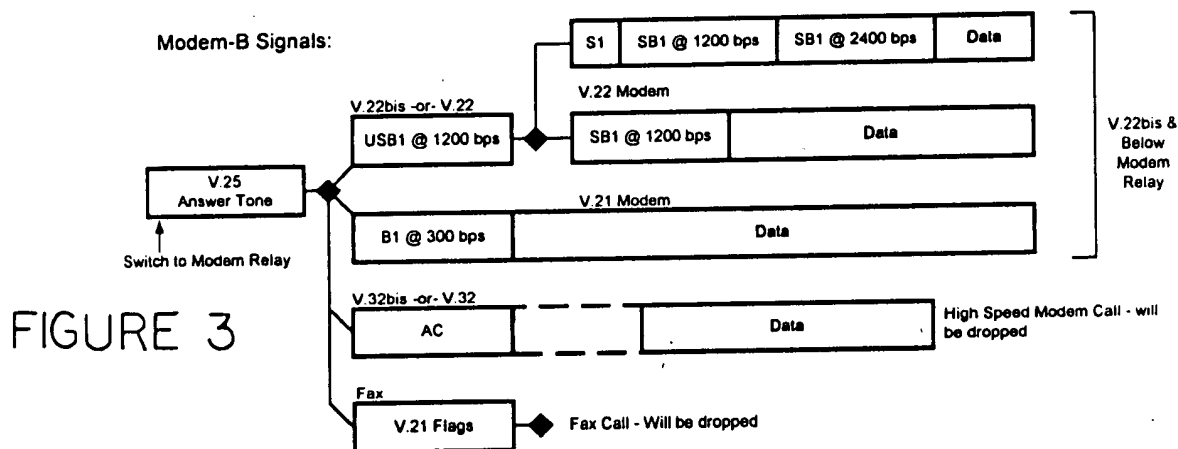 Modem-B Signals:
S1
SB1 @ 1200 bps
SB1 @ 2400 bps
Data
V.22 Modem
V.22bis -or- V.22
USB1 @ 1200 bps
SB1 @ 1200 bps
Data
V.22bis &
Below
Modem
Relay
V.25
Answer Tone
V.21 Modem
B1 @ 300 bps
Data
Switch to Modem Relay
V.32bis -or- V.32
AC
Data
High Speed Modem Call - will
be dropped
FIGURE 3
Fax
V.21 Flags
Fax Call - Will be dropped